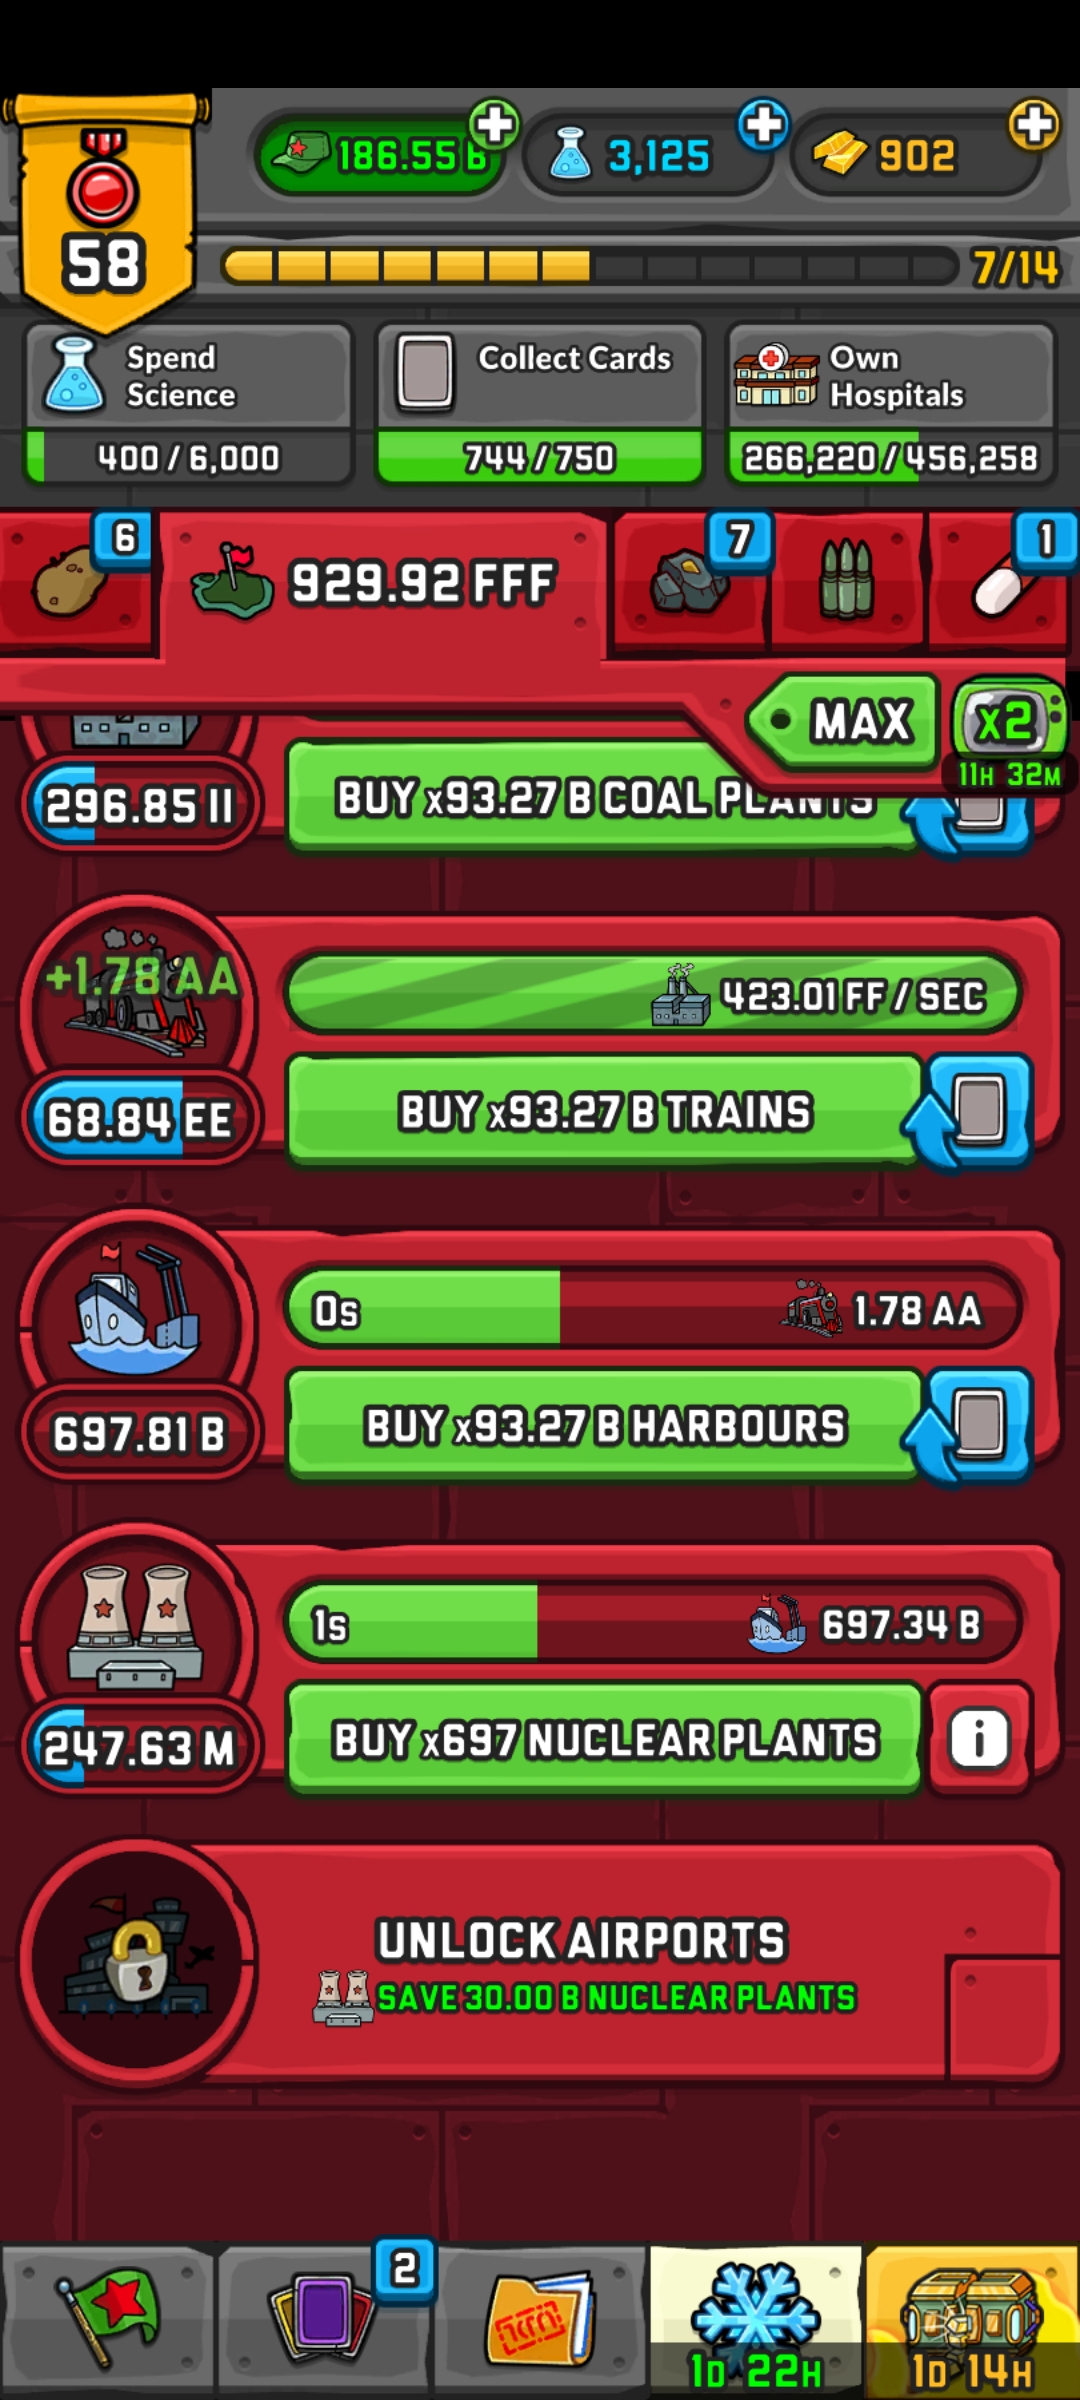 58
186.55 B
3,125
902
7/14
Spend
Science
400 / 6,000
Collect Cards
744 / 750
Own
Hospitals
266,220 / 456,258
6
929.92 FFF
7
1
MAX
x2
11H 32M
296.85 II
BUY x93.27 B COAL PLANTS
+1.78 AA
423.01 FF / SEC
68.84 EE
BUY x93.27 B TRAINS
0s
1.78 AA
697.81 B
BUY x93.27 B HARBOURS
1s
697.34 B
247.63 M
BUY x697 NUCLEAR PLANTS
i
UNLOCK AIRPORTS
SAVE 30.00 B NUCLEAR PLANTS
2
1D 22H
1D 14H